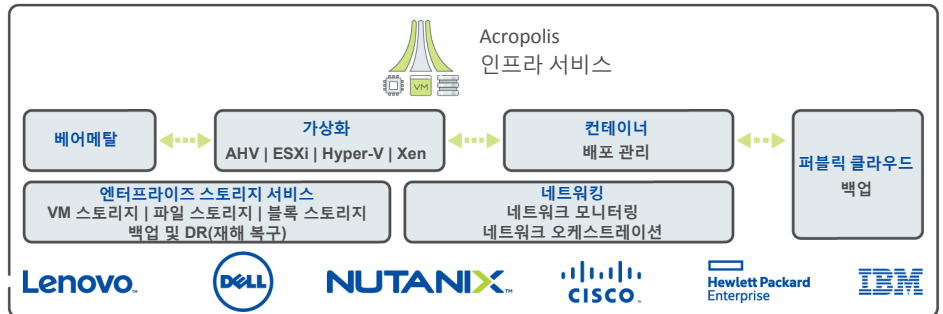 Acropolis
인프라 서비스
VM
베어메탈
가상화
AHV | ESXi | Hyper-V | Xen
컨테이너
배포 관리
퍼블릭 클라우드
백업
엔터프라이즈 스토리지 서비스
VM 스토리지 | 파일 스토리지 | 블록 스토리지
백업 및 DR(재해 복구)
네트워킹
네트워크 모니터링
네트워크 오케스트레이션
Lenovo™
DELL
NUTANIX™
CISCO™
Hewlett Packard
Enterprise
IBM